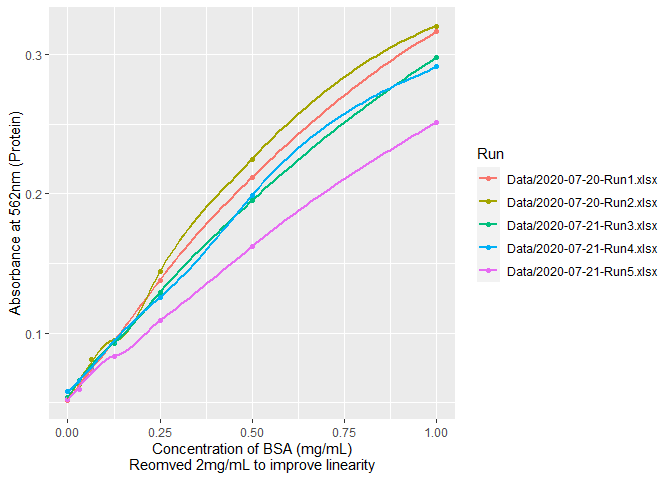 0.3
0.2
0.1
Absorbance at 562nm (Protein)
0.00
0.25
0.50
0.75
1.00
Concentration of BSA (mg/mL)
Reomved 2mg/mL to improve linearity
Run
Data/2020-07-20-Run1.xlsx
Data/2020-07-20-Run2.xlsx
Data/2020-07-21-Run3.xlsx
Data/2020-07-21-Run4.xlsx
Data/2020-07-21-Run5.xlsx